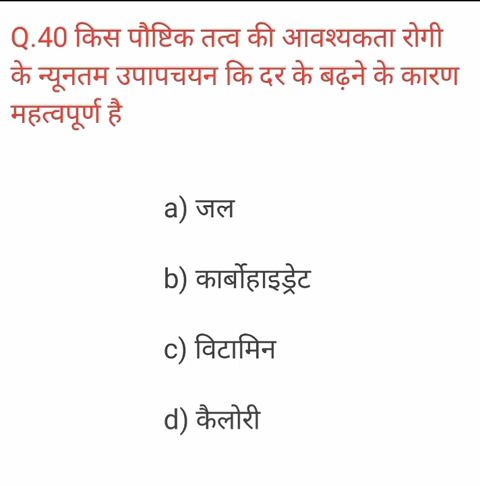 Q.40 किस पौष्टिक तत्व की आवश्यकता रोगी
के न्यूनतम उपापचयन कि दर के बढ़ने के कारण
महत्वपूर्ण है
a) जल
b) कार्बोहाइड्रेट
c) विटामिन
d) कैलोरी